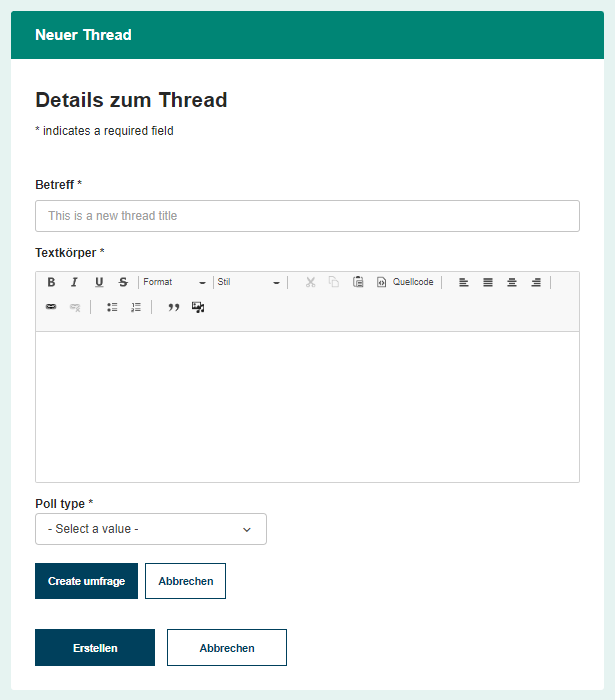 Neuer Thread
Details zum Thread
* indicates a required field
Betreff *
This is a new thread title
Textkörper *
B I U S Format Stil Quellcode
Poll type *
- Select a value -
Create umfrage Abbrechen
Erstellen Abbrechen